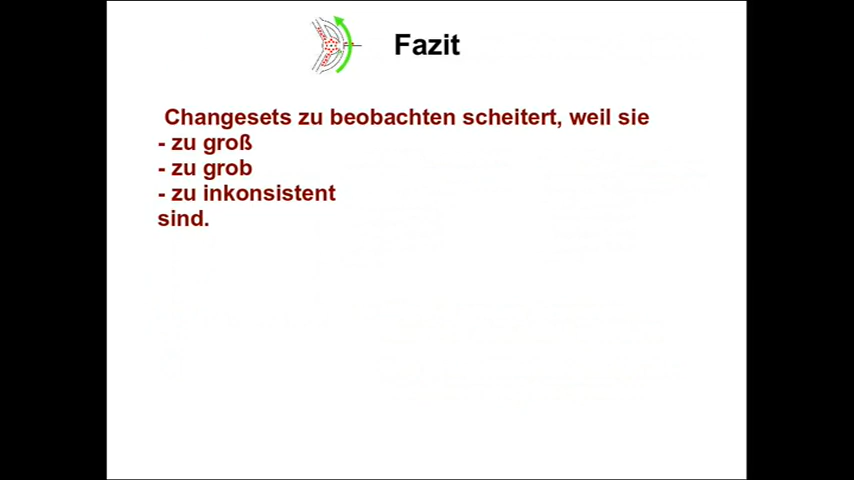 Fazit
Changesets zu beobachten scheitert, weil sie
- zu groß
- zu grob
- zu inkonsistent
sind.